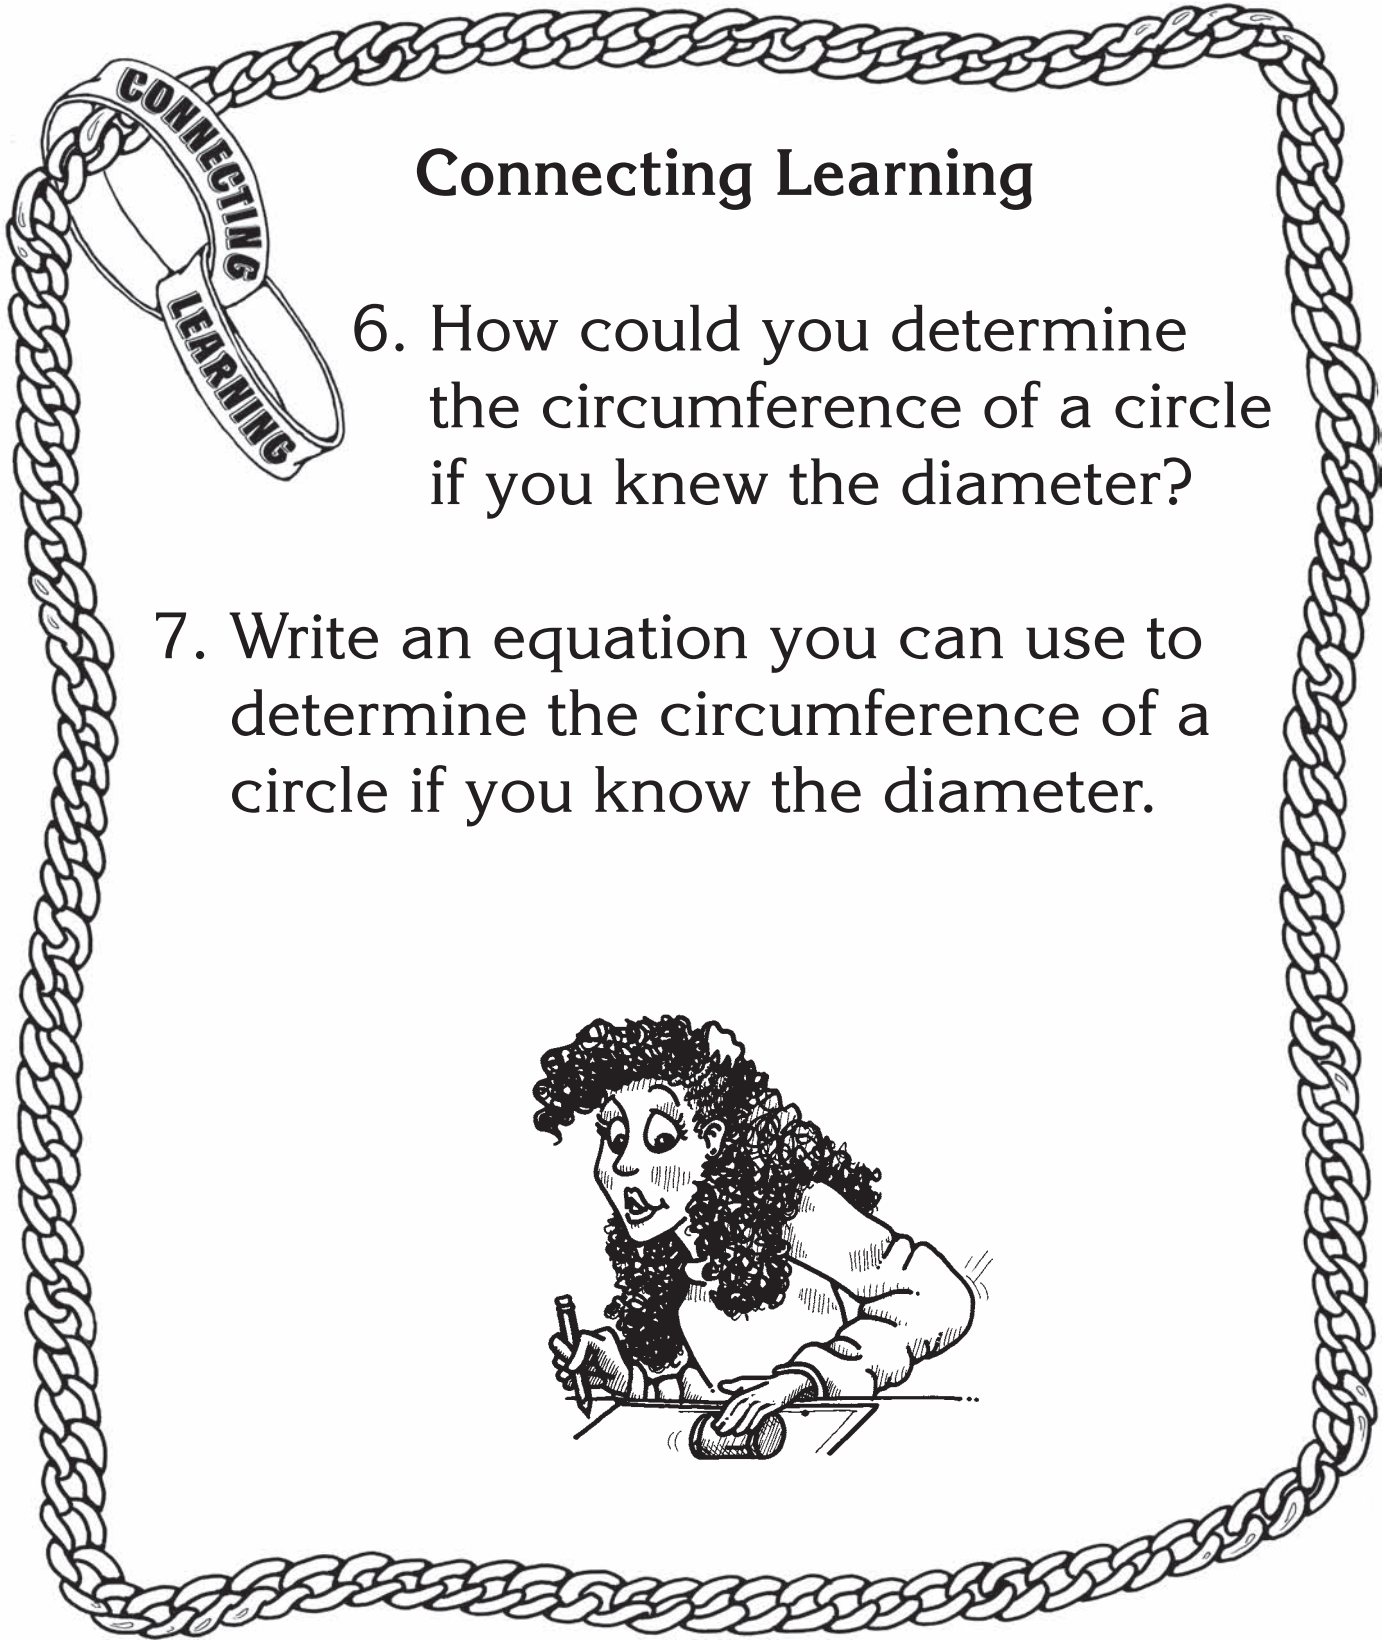 CONNECTING
LEARNING
Connecting Learning
6. How could you determine
the circumference of a circle
if you knew the diameter?
7. Write an equation you can use to
determine the circumference of a
circle if you know the diameter.